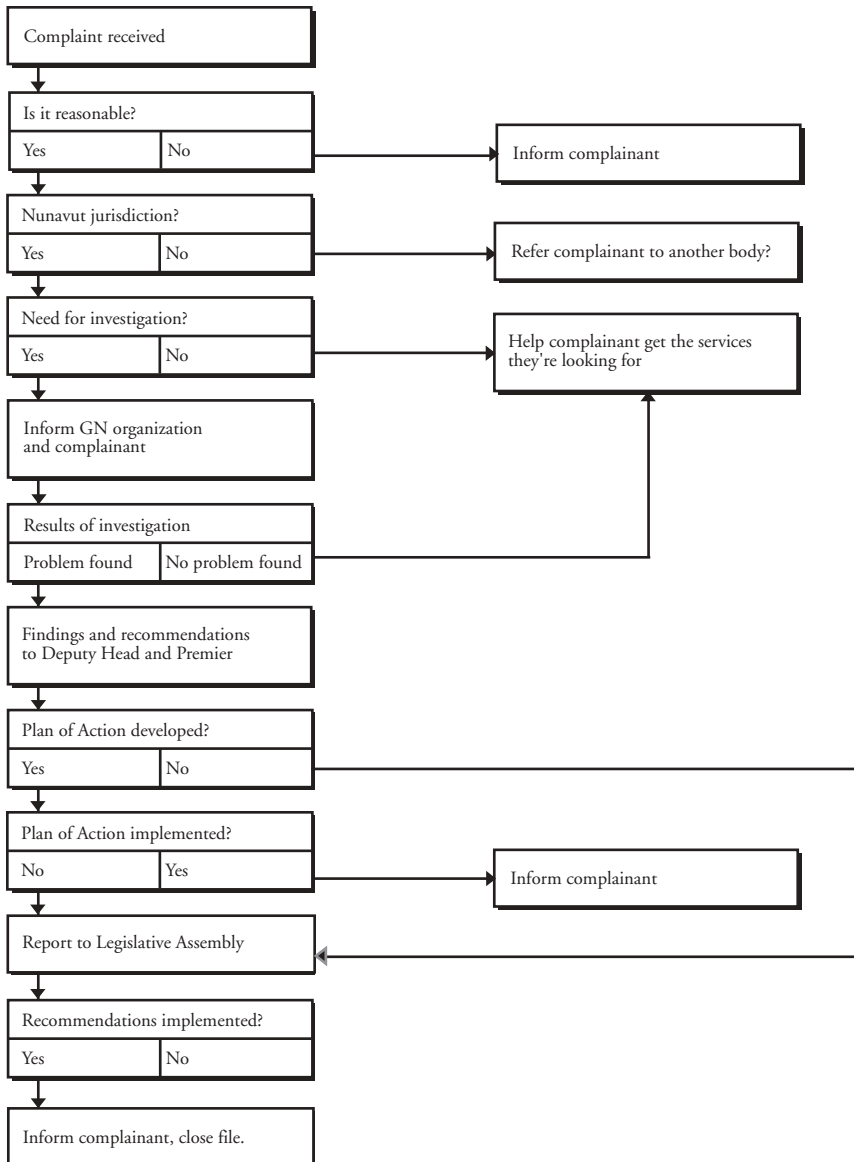 Complaint received
Is it reasonable?
Yes
No
Inform complainant
Nunavut jurisdiction?
Yes
No
Refer complainant to another body?
Need for investigation?
Yes
No
Help complainant get the services
they're looking for
Inform GN organization
and complainant
Results of investigation
Problem found
No problem found
Findings and recommendations
to Deputy Head and Premier
Plan of Action developed?
Yes
No
Plan of Action implemented?
No
Yes
Inform complainant
Report to Legislative Assembly
Recommendations implemented?
Yes
No
Inform complainant, close file.